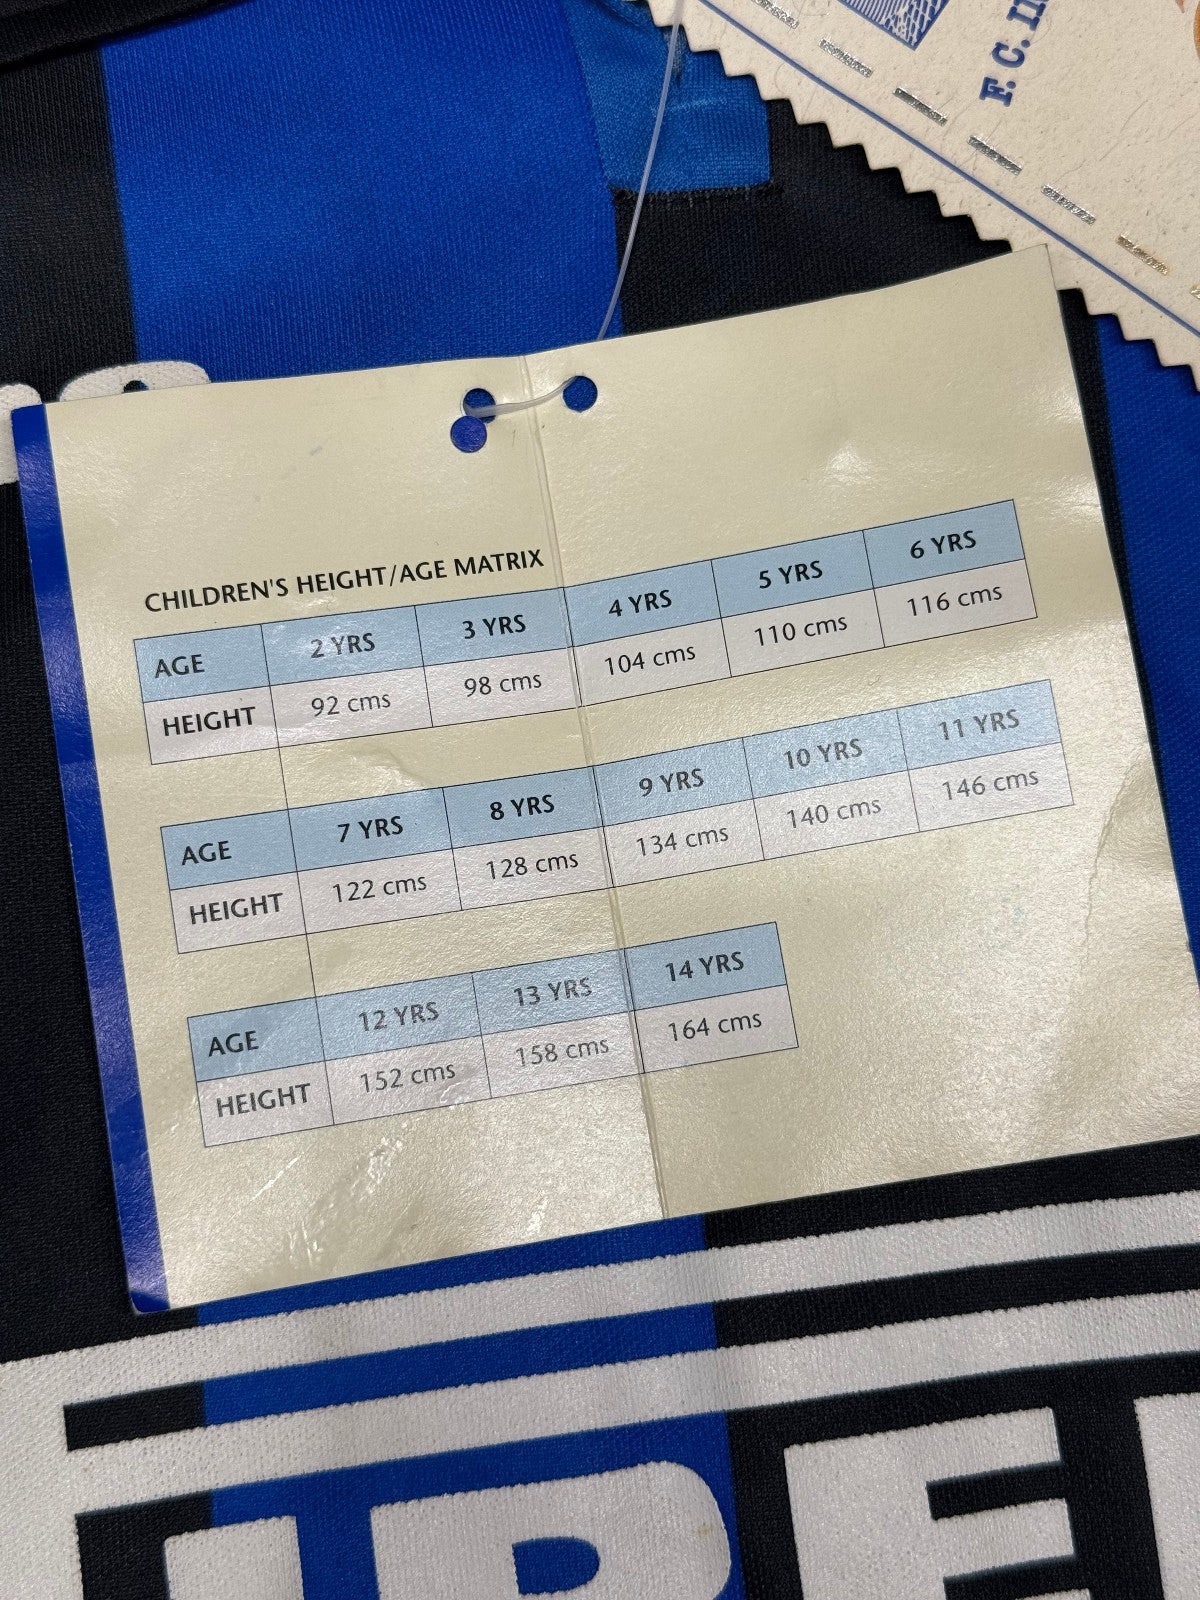 F. C.
CHILDREN'S HEIGHT/AGE MATRIX
AGE 2 YRS 3 YRS 4 YRS 5 YRS 6 YRS
HEIGHT 92 cms 98 cms 104 cms 110 cms 116 cms
AGE 7 YRS 8 YRS 9 YRS 10 YRS 11 YRS
HEIGHT 122 cms 128 cms 134 cms 140 cms 146 cms
AGE 12 YRS 13 YRS 14 YRS
HEIGHT 152 cms 158 cms 164 cms